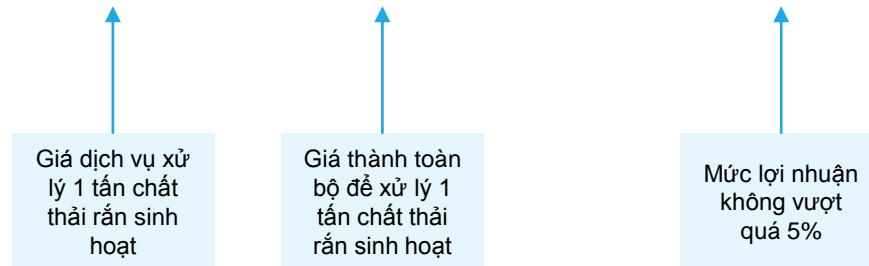 Giá dịch vụ xử
lý 1 tấn chất
thải rắn sinh
hoạt
Giá thành toàn
bộ để xử lý 1
tấn chất thải
rắn sinh hoạt
Mức lợi nhuận
không vượt
quá 5%